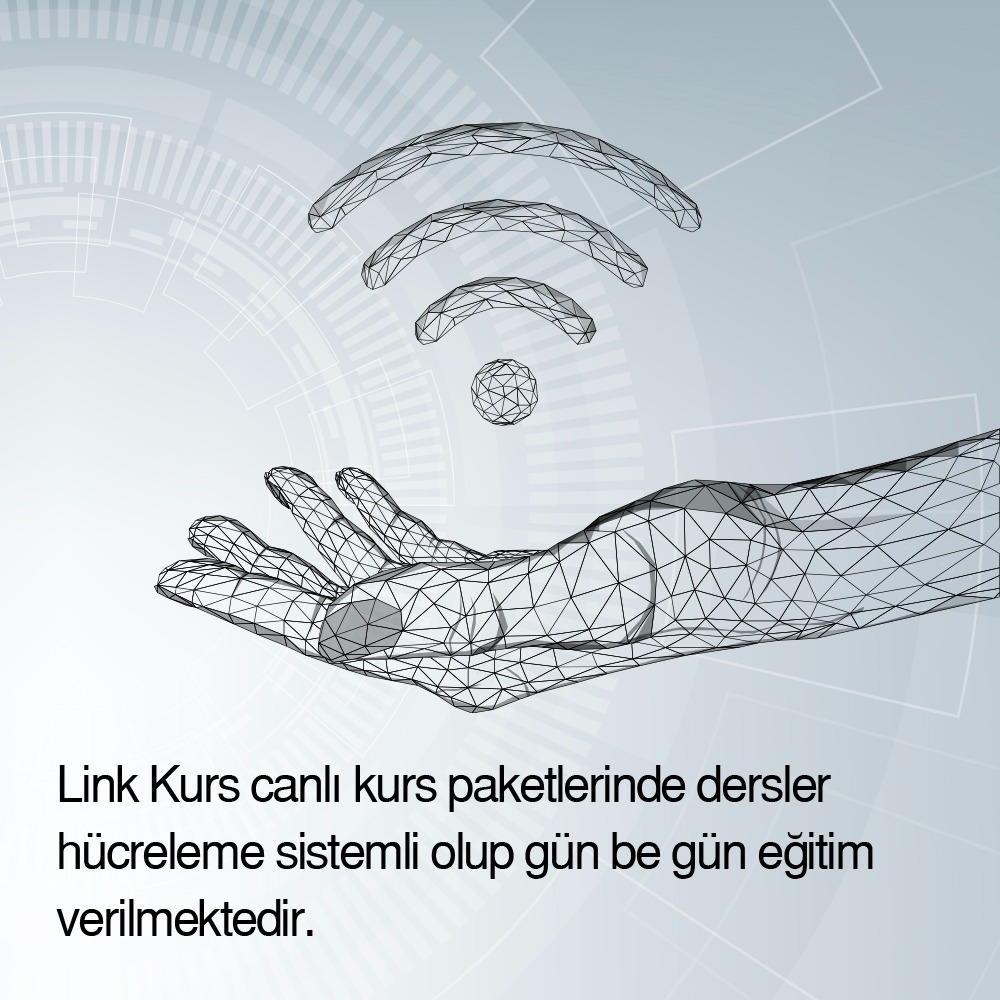 Link Kurs canlı kurs paketlerinde dersler
hücreleme sistemli olup gün be gün eğitim
verilmektedir.